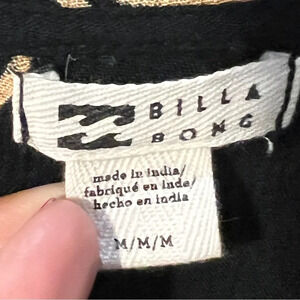 BILLA
BONG
made in india/
fabriqué en inde/
hecho en india
M/M/M